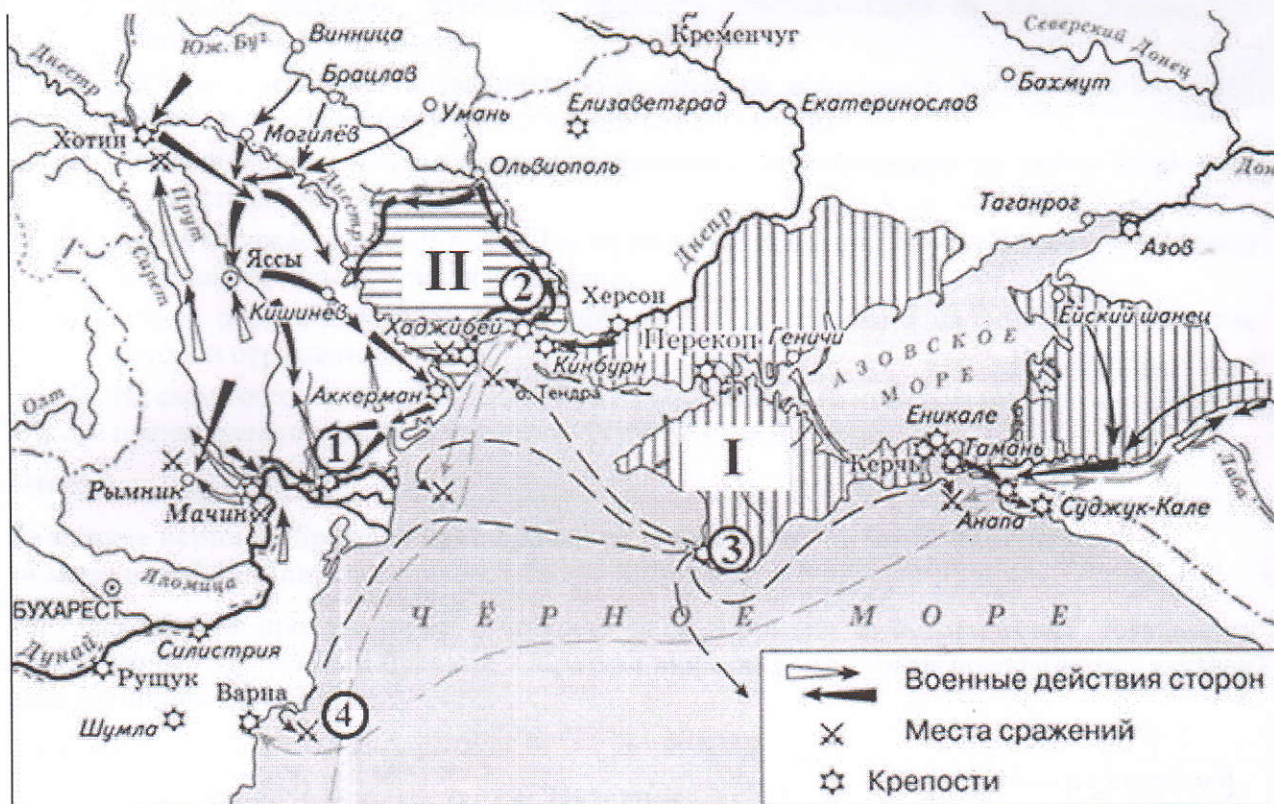 Юж. Буг
Винница
Кременчуг
Северский Донец
Днестр
Брацлав
Бахмут
Умань
Елизаветград
Екатеринослав
Хотин
Могилёв
Ольвиополь
Днестр
Дон
Прут
Таганрог
Днепр
Азов
Сирет
Яссы
II
2
Херсон
Ейский шанец
Кишинёв
Хаджибей
Перекоп
Геничи
АЗОВСКОЕ
МОРЕ
Кинбурн
о. Тендра
Олт
Аккерман
Еникале
1
I
Керчь
Тамань
Лаба
Рымник
Мачин
Анапа
Суджук-Кале
3
Яломица
БУХАРЕСТ
ЧЁРНОЕ МОРЕ
Силистрия
Дунай
Рущук
Варна
4
Шумла
Военные действия сторон
Места сражений
Крепости